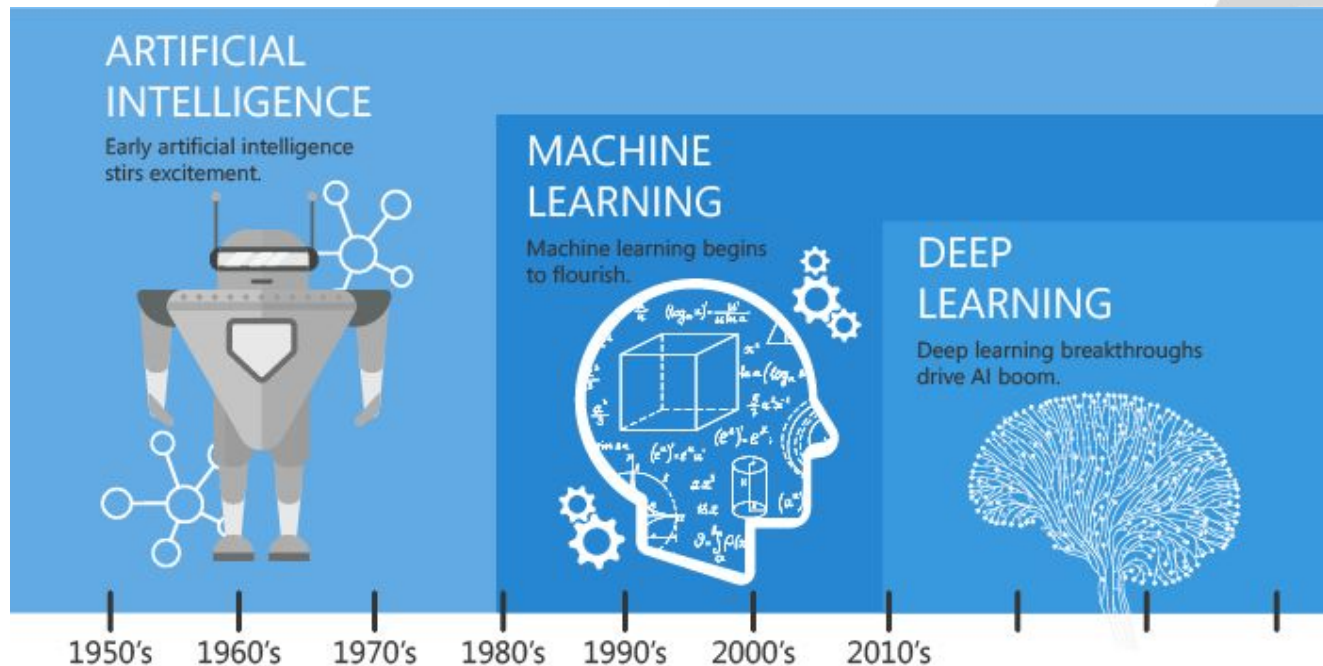 ARTIFICIAL
INTELLIGENCE
Early artificial intelligence
stirs excitement.
MACHINE
LEARNING
Machine learning begins
to flourish.
DEEP
LEARNING
Deep learning breakthroughs
drive AI boom.
1950's 1960's 1970's 1980's 1990's 2000's 2010's